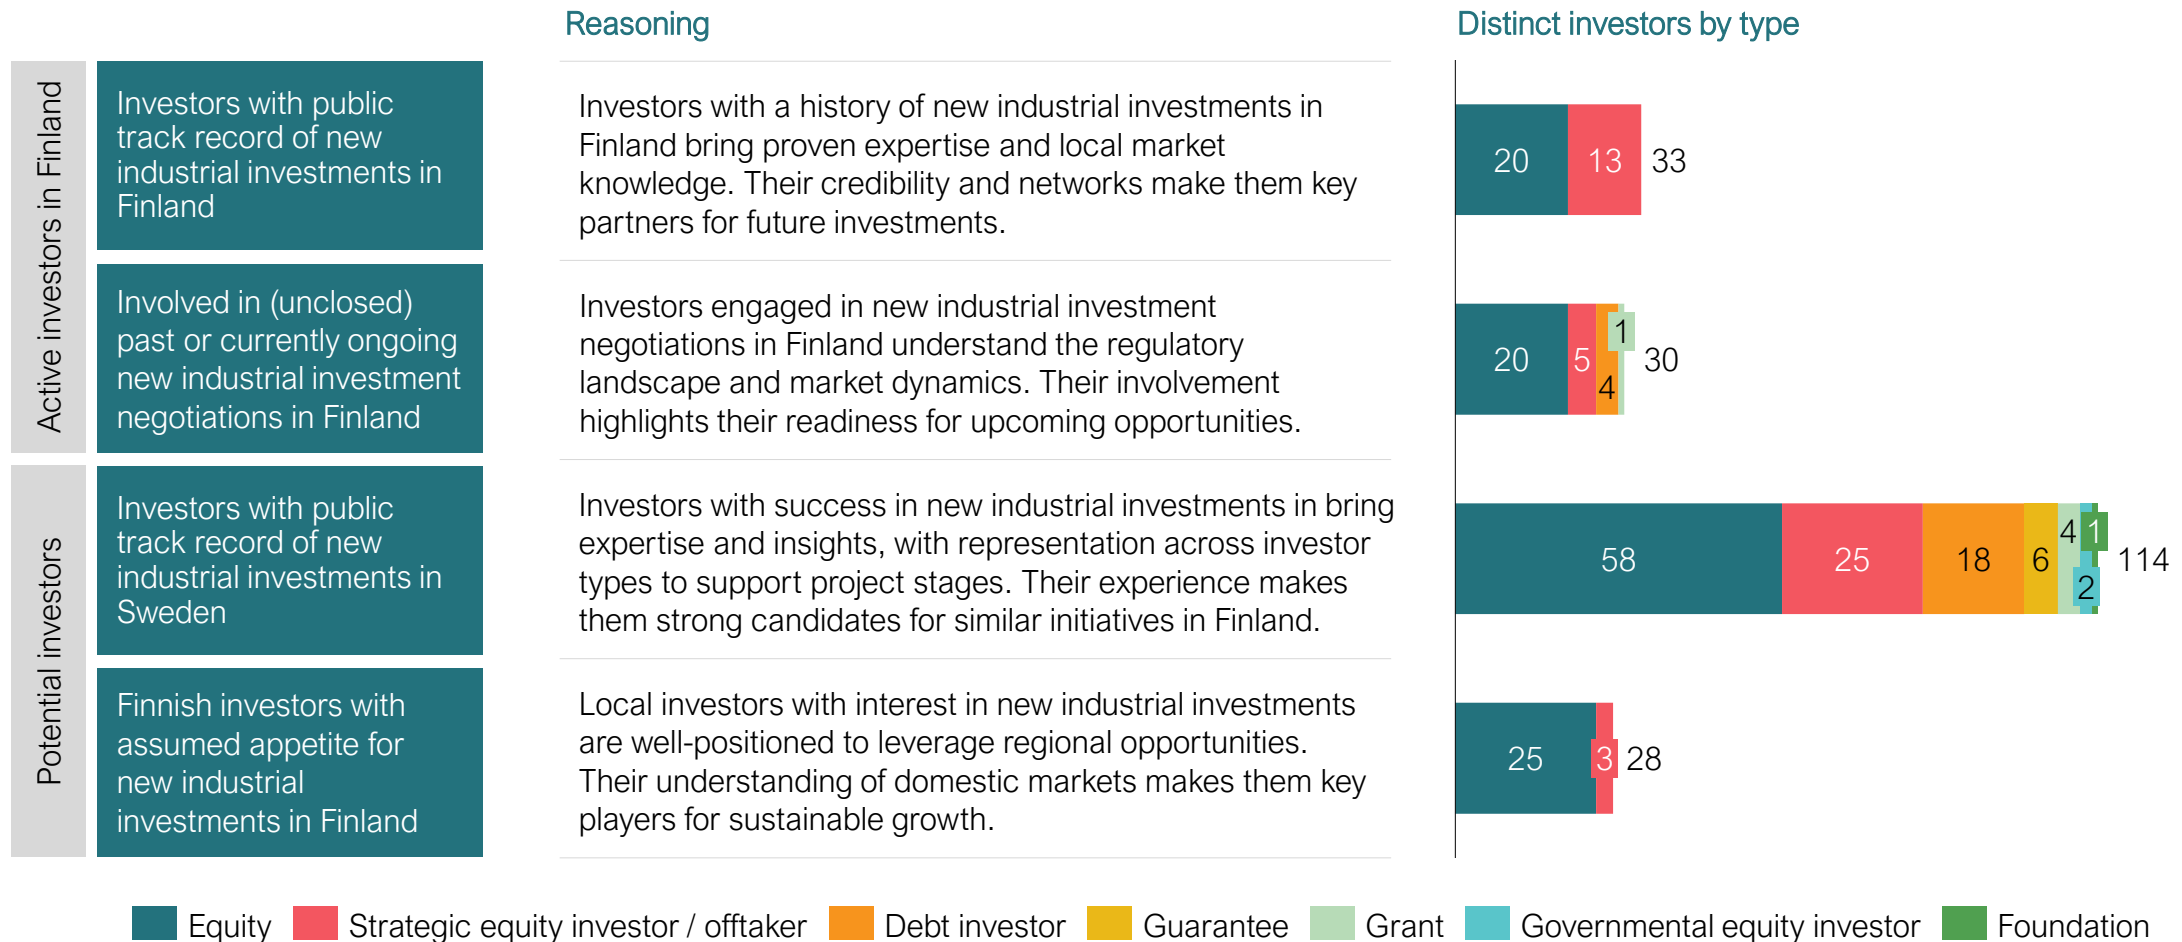 Reasoning
Distinct investors by type
Active investors in Finland
Investors with public
track record of new
industrial investments in
Finland
Investors with a history of new industrial investments in
Finland bring proven expertise and local market
knowledge. Their credibility and networks make them key
partners for future investments.
20 13 33
Involved in (unclosed)
past or currently ongoing
new industrial investment
negotiations in Finland
Investors engaged in new industrial investment
negotiations in Finland understand the regulatory
landscape and market dynamics. Their involvement
highlights their readiness for upcoming opportunities.
20 5 4 1 30
Potential investors
Investors with public
track record of new
industrial investments in
Sweden
Investors with success in new industrial investments in bring
expertise and insights, with representation across investor
types to support project stages. Their experience makes
them strong candidates for similar initiatives in Finland.
58 25 18 6 4 2 1 114
Finnish investors with
assumed appetite for
new industrial
investments in Finland
Local investors with interest in new industrial investments
are well-positioned to leverage regional opportunities.
Their understanding of domestic markets makes them key
players for sustainable growth.
25 3 28
Equity Strategic equity investor / offtaker Debt investor Guarantee Grant Governmental equity investor Foundation